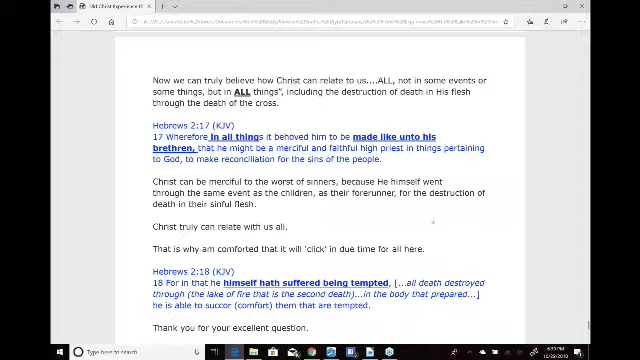 Did Christ Experience th
Now we can truly believe how Christ can relate to us....ALL, not in some events or
some things, but in ALL things", including the destruction of death in His flesh
through the death of the cross.
Hebrews 2:17 (KJV)
17 Wherefore in all things it behoved him to be made like unto his
brethren, that he might be a merciful and faithful high priest in things pertaining
to God, to make reconciliation for the sins of the people.
Christ can be merciful to the worst of sinners, because He himself went
through the same event as the children, as their forerunner, for the destruction of
death in their sinful flesh.
Christ truly can relate with us all.
That is why am comforted that it will 'click' in due time for all here.
Hebrews 2:18 (KJV)
18 For in that he himself hath suffered being tempted, [...all death destroyed
through (the lake of fire that is the second death)...in the body that prepared...]
he is able to succor (comfort) them that are tempted.
Thank you for your excellent question.
Type here to search